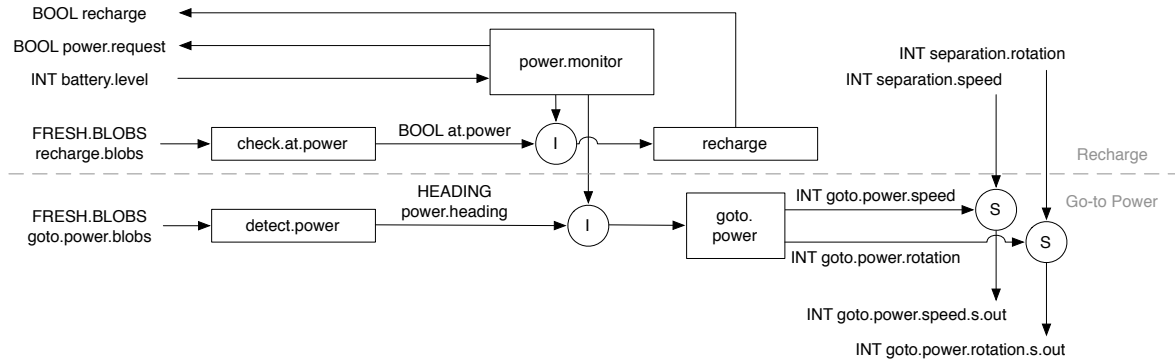 BOOL recharge
BOOL power.request
INT battery.level
power.monitor
INT separation.rotation
INT separation.speed
FRESH.BLOBS
recharge.blobs
check.at.power
BOOL at.power
I
recharge
Recharge
Go-to Power
FRESH.BLOBS
goto.power.blobs
detect.power
HEADING
power.heading
I
goto.
power
INT goto.power.speed
S
INT goto.power.rotation
S
INT goto.power.speed.s.out
INT goto.power.rotation.s.out